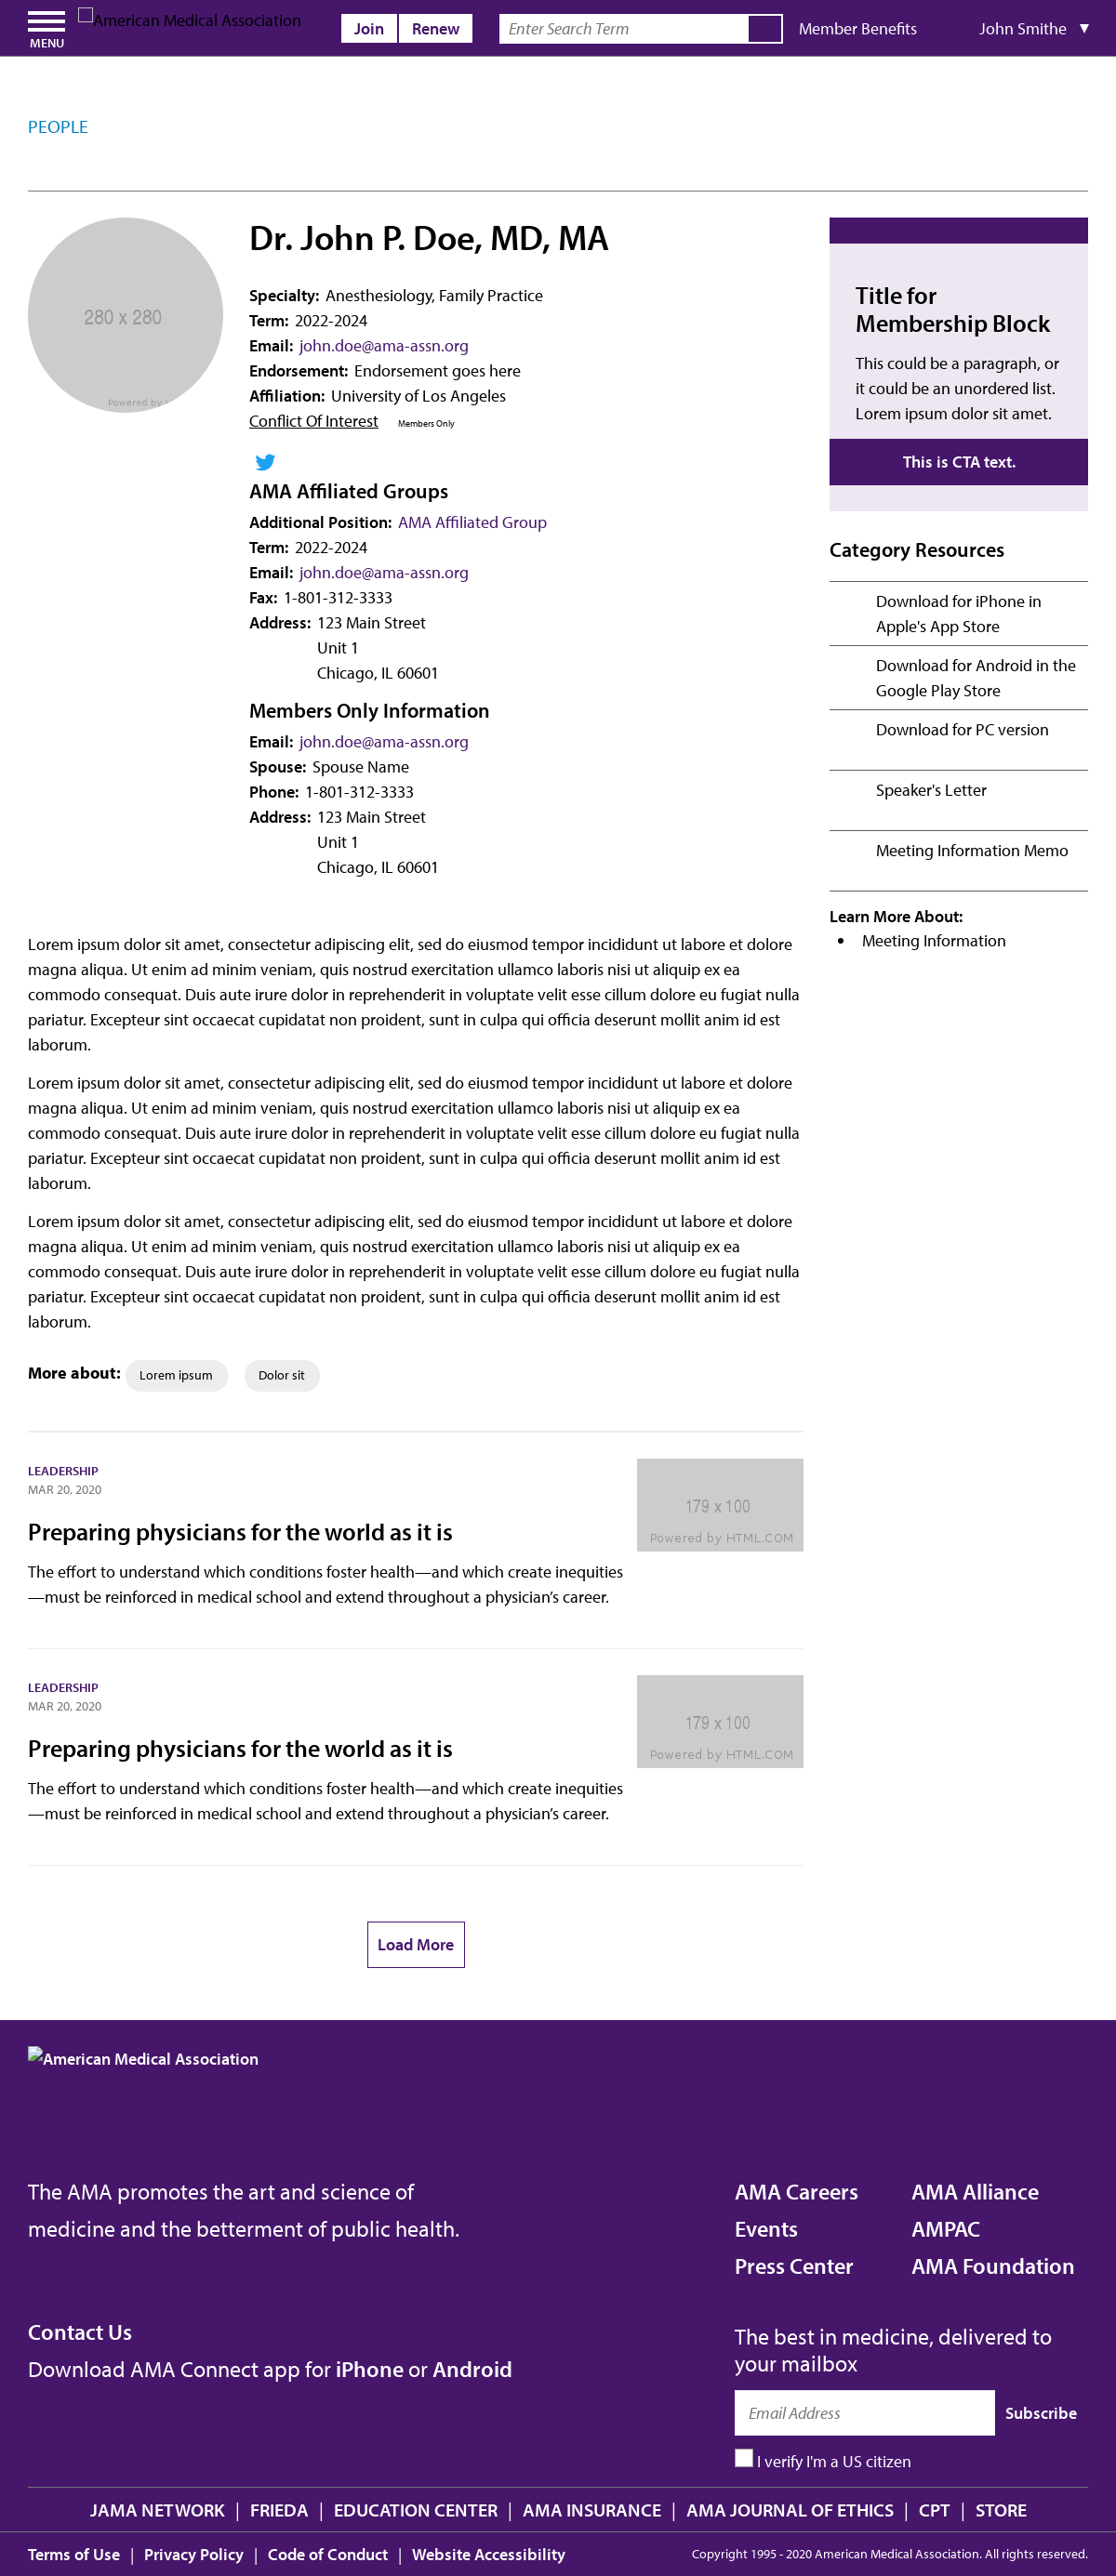 MENU
American Medical Association
Join
Renew
Enter Search Term
Member Benefits
John Smithe ▼
PEOPLE
280 x 280
Powered by
Dr. John P. Doe, MD, MA
Specialty: Anesthesiology, Family Practice
Term: 2022-2024
Email: john.doe@ama-assn.org
Endorsement: Endorsement goes here
Affiliation: University of Los Angeles
Conflict Of Interest Members Only
AMA Affiliated Groups
Additional Position: AMA Affiliated Group
Term: 2022-2024
Email: john.doe@ama-assn.org
Fax: 1-801-312-3333
Address: 123 Main Street
Unit 1
Chicago, IL 60601
Members Only Information
Email: john.doe@ama-assn.org
Spouse: Spouse Name
Phone: 1-801-312-3333
Address: 123 Main Street
Unit 1
Chicago, IL 60601
Title for
Membership Block
This could be a paragraph, or
it could be an unordered list.
Lorem ipsum dolor sit amet.
This is CTA text.
Category Resources
Download for iPhone in
Apple's App Store
Download for Android in the
Google Play Store
Download for PC version
Speaker's Letter
Meeting Information Memo
Learn More About:
• Meeting Information
Lorem ipsum dolor sit amet, consectetur adipiscing elit, sed do eiusmod tempor incididunt ut labore et dolore
magna aliqua. Ut enim ad minim veniam, quis nostrud exercitation ullamco laboris nisi ut aliquip ex ea
commodo consequat. Duis aute irure dolor in reprehenderit in voluptate velit esse cillum dolore eu fugiat nulla
pariatur. Excepteur sint occaecat cupidatat non proident, sunt in culpa qui officia deserunt mollit anim id est
laborum.
Lorem ipsum dolor sit amet, consectetur adipiscing elit, sed do eiusmod tempor incididunt ut labore et dolore
magna aliqua. Ut enim ad minim veniam, quis nostrud exercitation ullamco laboris nisi ut aliquip ex ea
commodo consequat. Duis aute irure dolor in reprehenderit in voluptate velit esse cillum dolore eu fugiat nulla
pariatur. Excepteur sint occaecat cupidatat non proident, sunt in culpa qui officia deserunt mollit anim id est
laborum.
Lorem ipsum dolor sit amet, consectetur adipiscing elit, sed do eiusmod tempor incididunt ut labore et dolore
magna aliqua. Ut enim ad minim veniam, quis nostrud exercitation ullamco laboris nisi ut aliquip ex ea
commodo consequat. Duis aute irure dolor in reprehenderit in voluptate velit esse cillum dolore eu fugiat nulla
pariatur. Excepteur sint occaecat cupidatat non proident, sunt in culpa qui officia deserunt mollit anim id est
laborum.
More about: Lorem ipsum Dolor sit
LEADERSHIP
MAR 20, 2020
Preparing physicians for the world as it is
The effort to understand which conditions foster health—and which create inequities
—must be reinforced in medical school and extend throughout a physician’s career.
179 x 100
Powered by HTML.COM
LEADERSHIP
MAR 20, 2020
Preparing physicians for the world as it is
The effort to understand which conditions foster health—and which create inequities
—must be reinforced in medical school and extend throughout a physician’s career.
179 x 100
Powered by HTML.COM
Load More
American Medical Association
The AMA promotes the art and science of
medicine and the betterment of public health.
Contact Us
Download AMA Connect app for iPhone or Android
AMA Careers
Events
Press Center
AMA Alliance
AMPAC
AMA Foundation
The best in medicine, delivered to
your mailbox
Email Address
Subscribe
I verify I'm a US citizen
JAMA NETWORK | FRIEDA | EDUCATION CENTER | AMA INSURANCE | AMA JOURNAL OF ETHICS | CPT | STORE
Terms of Use | Privacy Policy | Code of Conduct | Website Accessibility
Copyright 1995 - 2020 American Medical Association. All rights reserved.